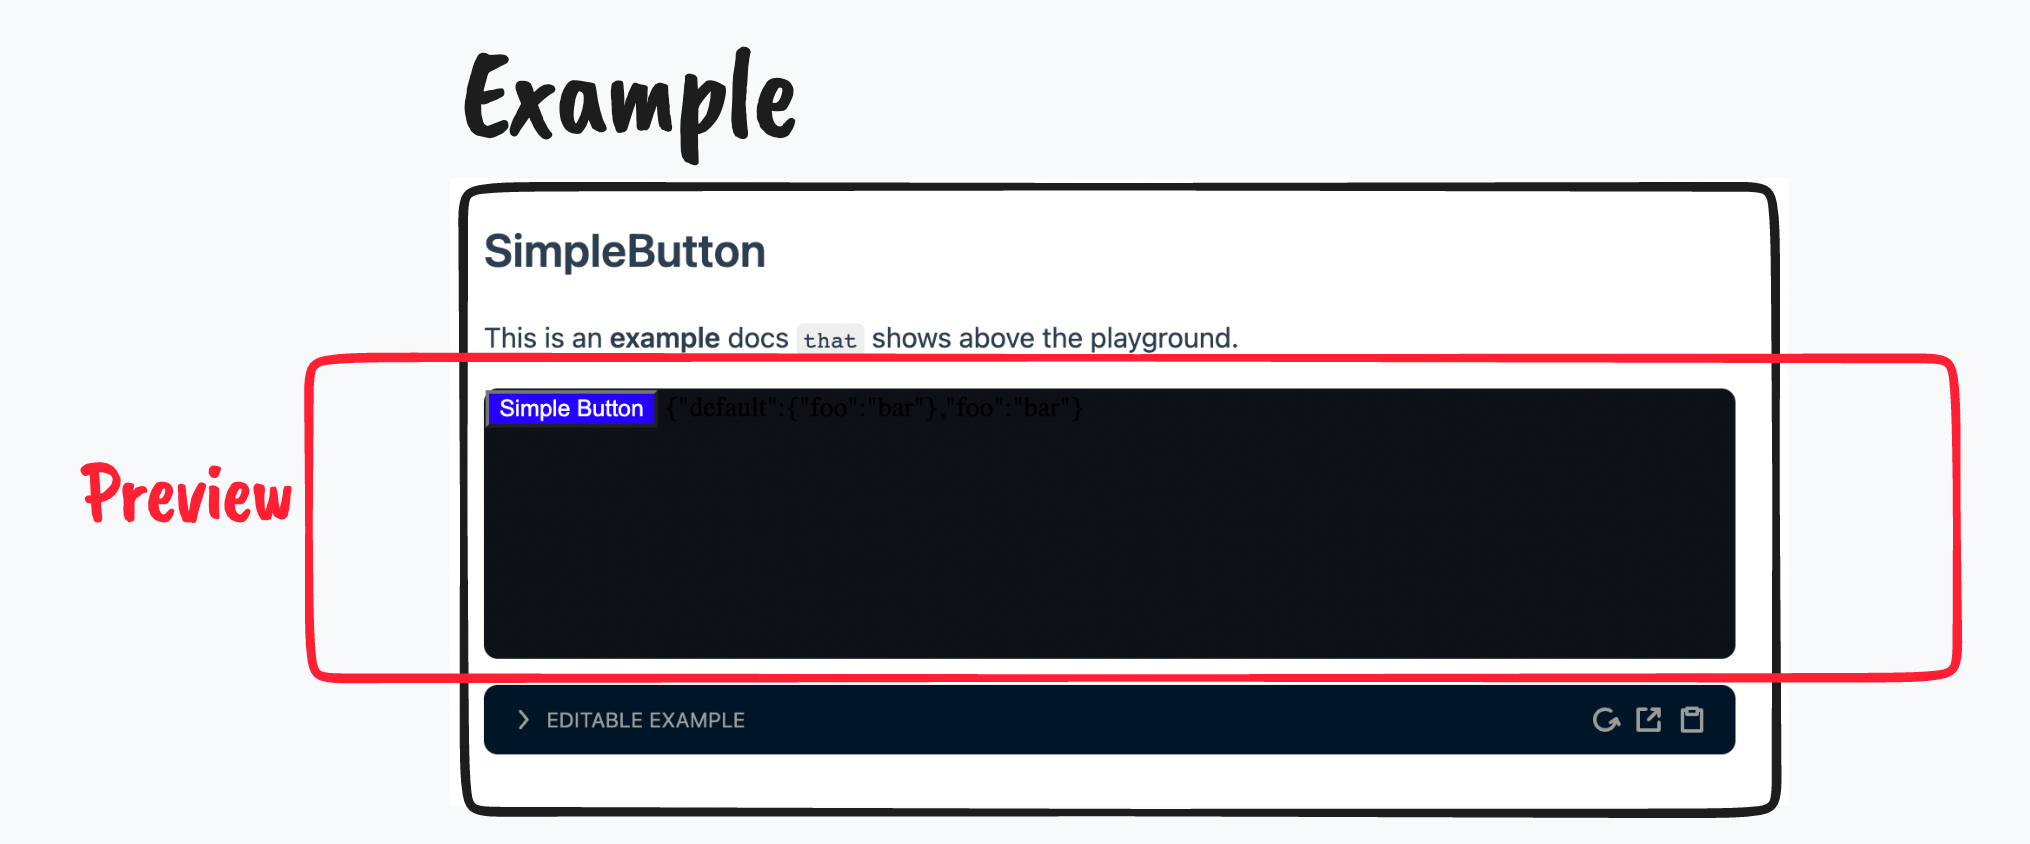 Example
SimpleButton
This is an example docs that shows above the playground.
Simple Button {"default":{"foo":"bar"},"foo":"bar"}
Preview
EDITABLE EXAMPLE